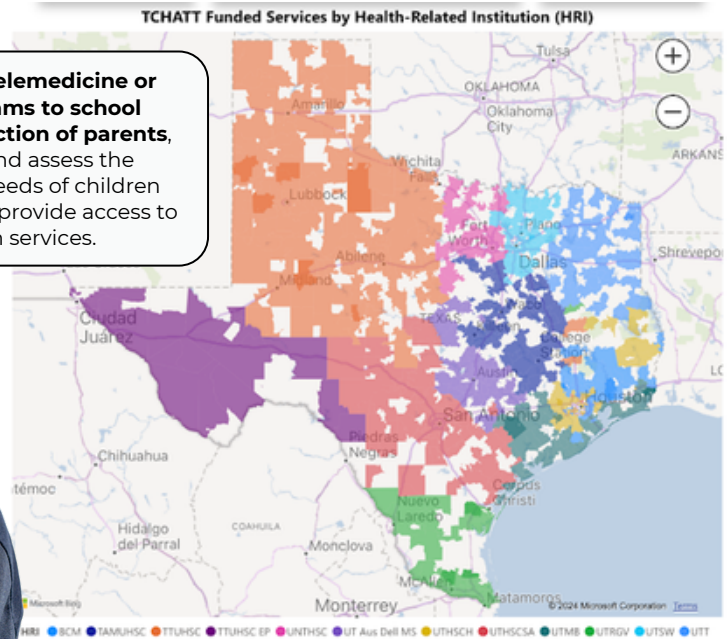 TCHATT Funded Services by Health-Related Institution (HRI)
elemedicine or
ams to school
ction of parents,
nd assess the
eeds of children
provide access to
n services.
Tulsa
OKLAHOMA
Oklahoma
City
Amarillo
ARKANS
Wichita
Falls
Lubbock
Fort
Worth
Plano
Dallas
Shrevepo
Abilene
Midland
Ciudad
Juárez
TEXAS
Waco
College
Station
Austin
Houston
San Antonio
Piedras
Negras
Chihuahua
Corpus
Christi
témoc
Nuevo
Laredo
Hidalgo
del Parral
COAHUILA
Monclova
McAllen
Matamoros
Monterrey
Microsoft Bing
© 2024 Microsoft Corporation Terms
HRI BCM TAMUHSC TTUHSC TTUHSC EP UNTHSC UT Aus Dell MS UTHSCH UTHSCSA UTMB UTRGV UTSW UTT